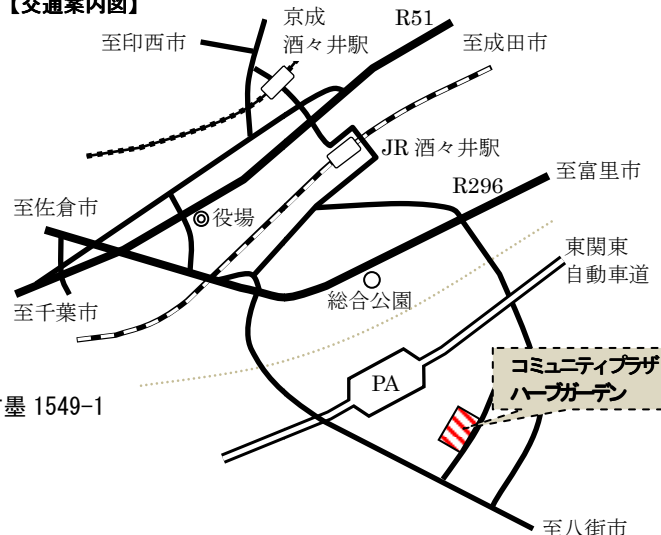 【交通案内図】
京成
酒々井駅
R51
至印西市
至成田市
JR 酒々井駅
R296
至富里市
至佐倉市
役場
東関東
自動車道
総合公園
至千葉市
コミュニティプラザ
ハーブガーデン
PA
墨 1549-1
至八街市